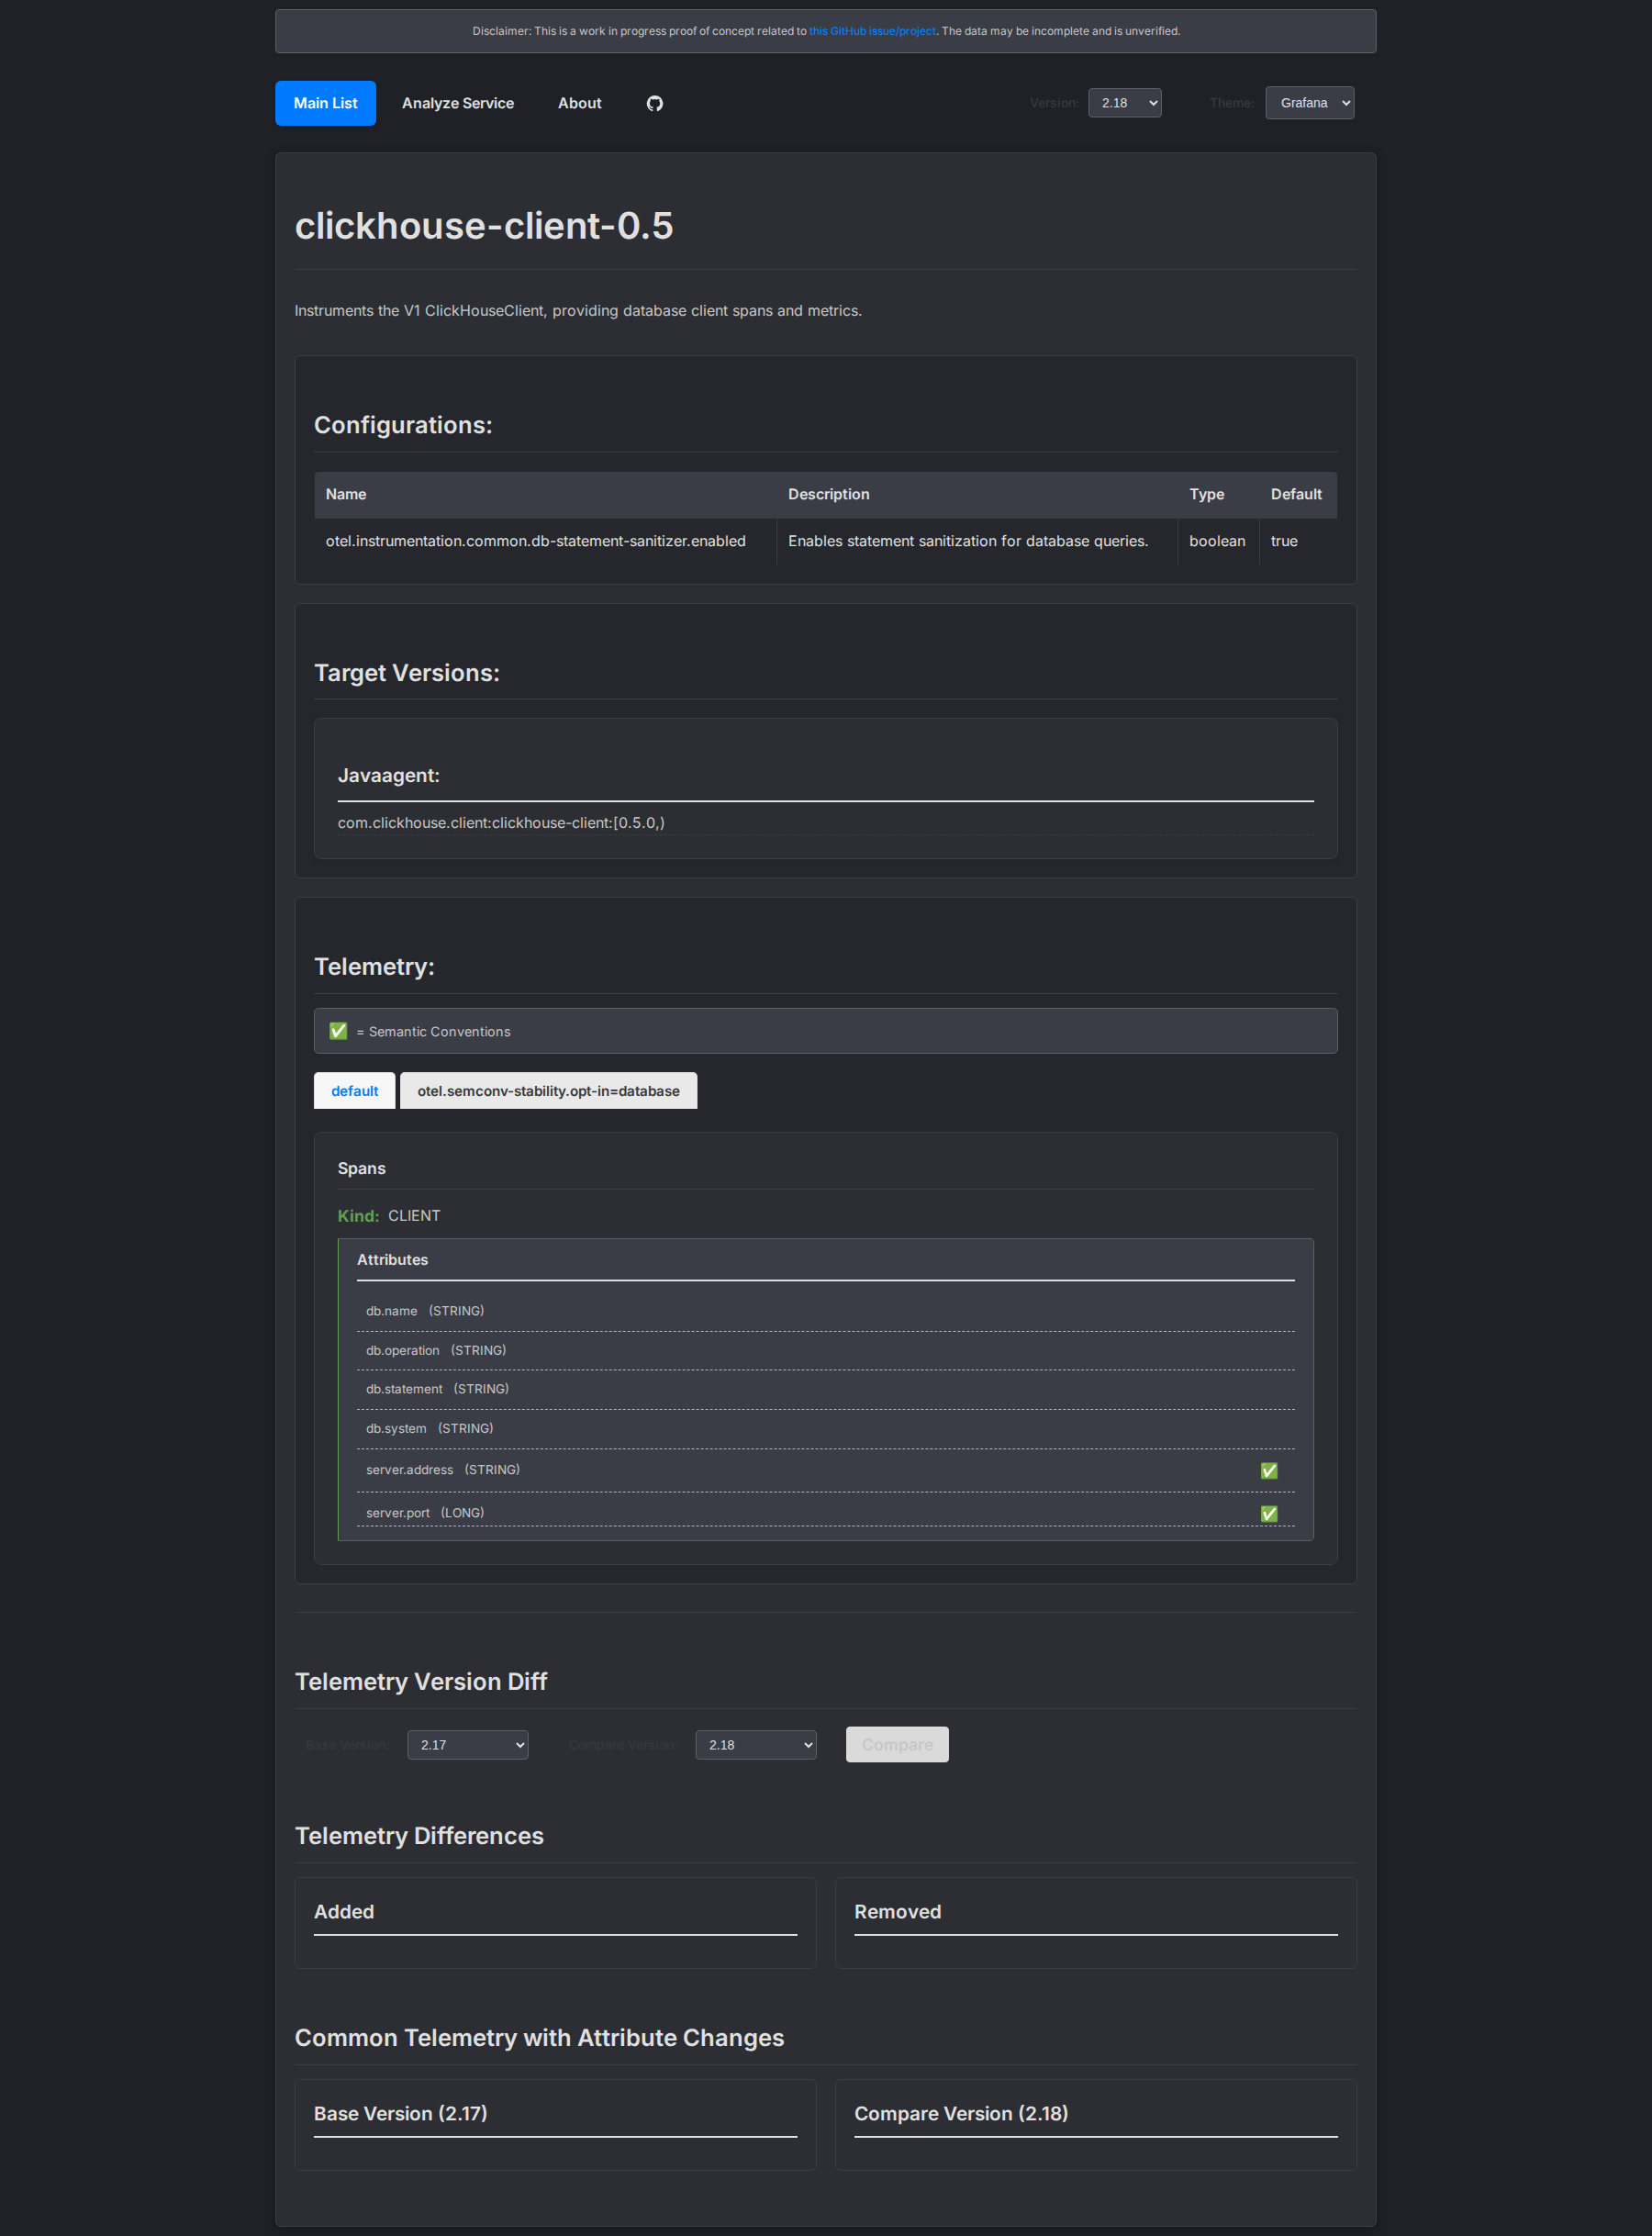 Disclaimer: This is a work in progress proof of concept related to this GitHub issue/project. The data may be incomplete and is unverified.
Main List Analyze Service About Version: 2.18 Theme: Grafana
clickhouse-client-0.5
Instruments the V1 ClickHouseClient, providing database client spans and metrics.
Configurations:
Name Description Type Default
otel.instrumentation.common.db-statement-sanitizer.enabled Enables statement sanitization for database queries. boolean true
Target Versions:
Javaagent:
com.clickhouse.client:clickhouse-client:[0.5.0,)
Telemetry:
✅ = Semantic Conventions
default otel.semconv-stability.opt-in=database
Spans
Kind: CLIENT
Attributes
db.name (STRING)
db.operation (STRING)
db.statement (STRING)
db.system (STRING)
server.address (STRING) ✅
server.port (LONG) ✅
Telemetry Version Diff
Base Version: 2.17 Compare Version: 2.18 Compare
Telemetry Differences
Added Removed
Common Telemetry with Attribute Changes
Base Version (2.17) Compare Version (2.18)